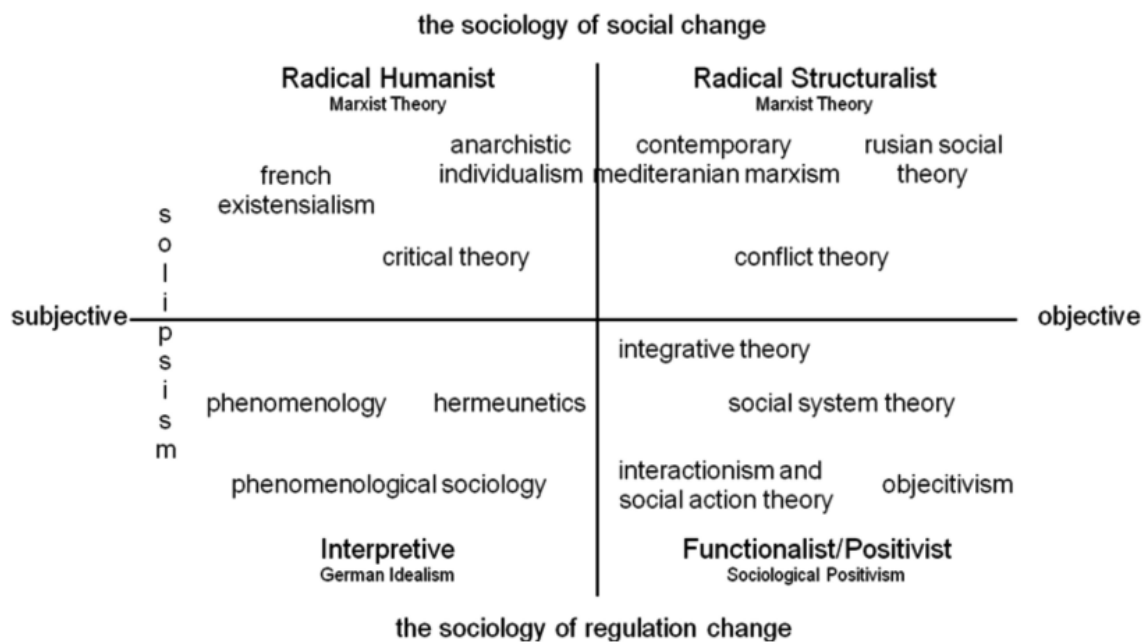 the sociology of social change
Radical Humanist
Marxist Theory
Radical Structuralist
Marxist Theory
anarchistic
individualism
french
existensialism
critical theory
contemporary
mediteranian marxism
rusian social
theory
conflict theory
solipsism
subjective
objective
phenomenology
hermeunetics
phenomenological sociology
integrative theory
social system theory
interactionism and
social action theory
objecitivism
Interpretive
German Idealism
Functionalist/Positivist
Sociological Positivism
the sociology of regulation change